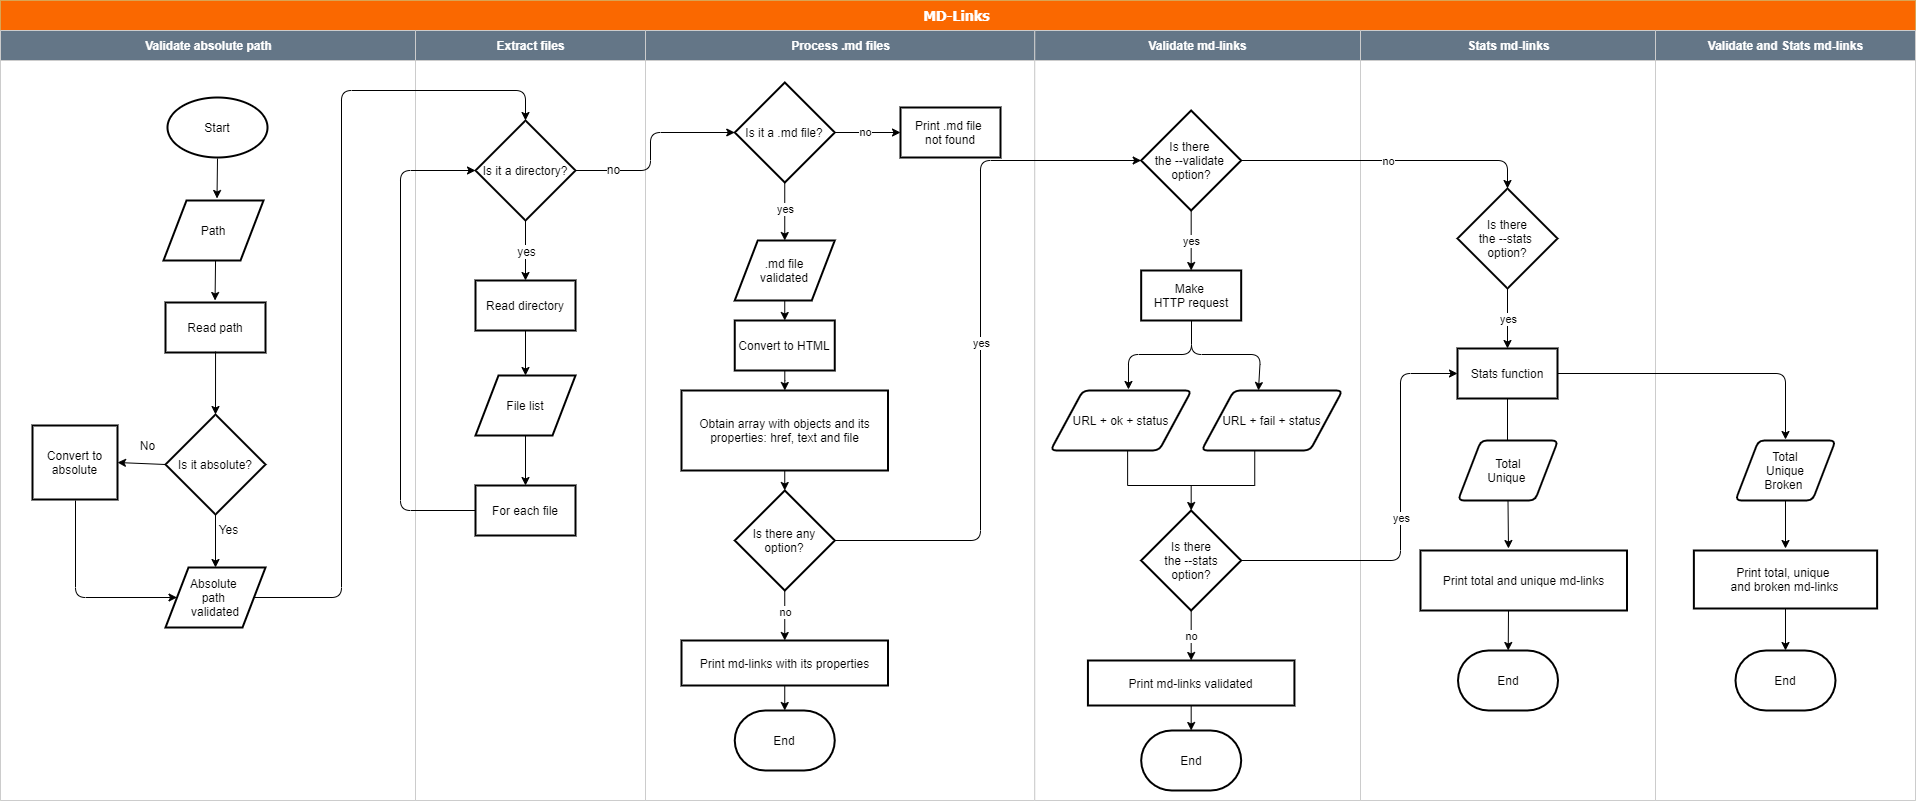 MD-Links
Validate absolute path
Extract files
Process .md files
Validate md-links
Stats md-links
Validate and Stats md-links
Start
Path
Read path
Is it absolute?
No
Convert to
absolute
Yes
Absolute
path
validated
Is it a directory?
no
yes
Read directory
File list
For each file
Is it a .md file?
no
Print .md file
not found
yes
.md file
validated
Convert to HTML
Obtain array with objects and its
properties: href, text and file
Is there any
option?
yes
no
Print md-links with its properties
End
Is there
the --validate
option?
no
yes
Make
HTTP request
URL + ok + status
URL + fail + status
Is there
the --stats
option?
yes
no
Print md-links validated
End
Is there
the --stats
option?
yes
Stats function
Total
Unique
Print total and unique md-links
End
Total
Unique
Broken
Print total, unique
and broken md-links
End